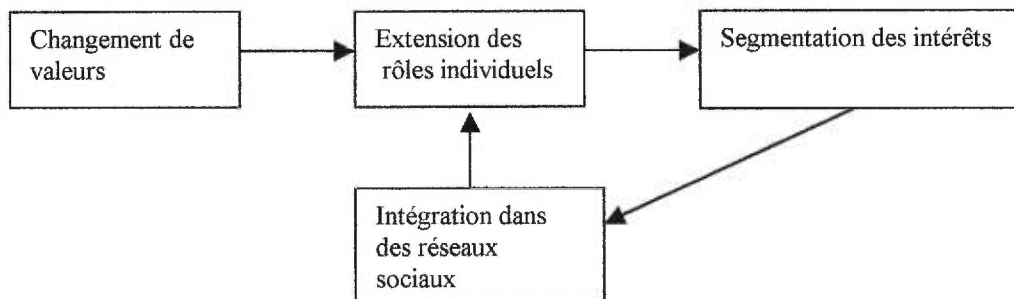 Changement de
valeurs
Extension des
rôles individuels
Segmentation des intérêts
Intégration dans
des réseaux
sociaux